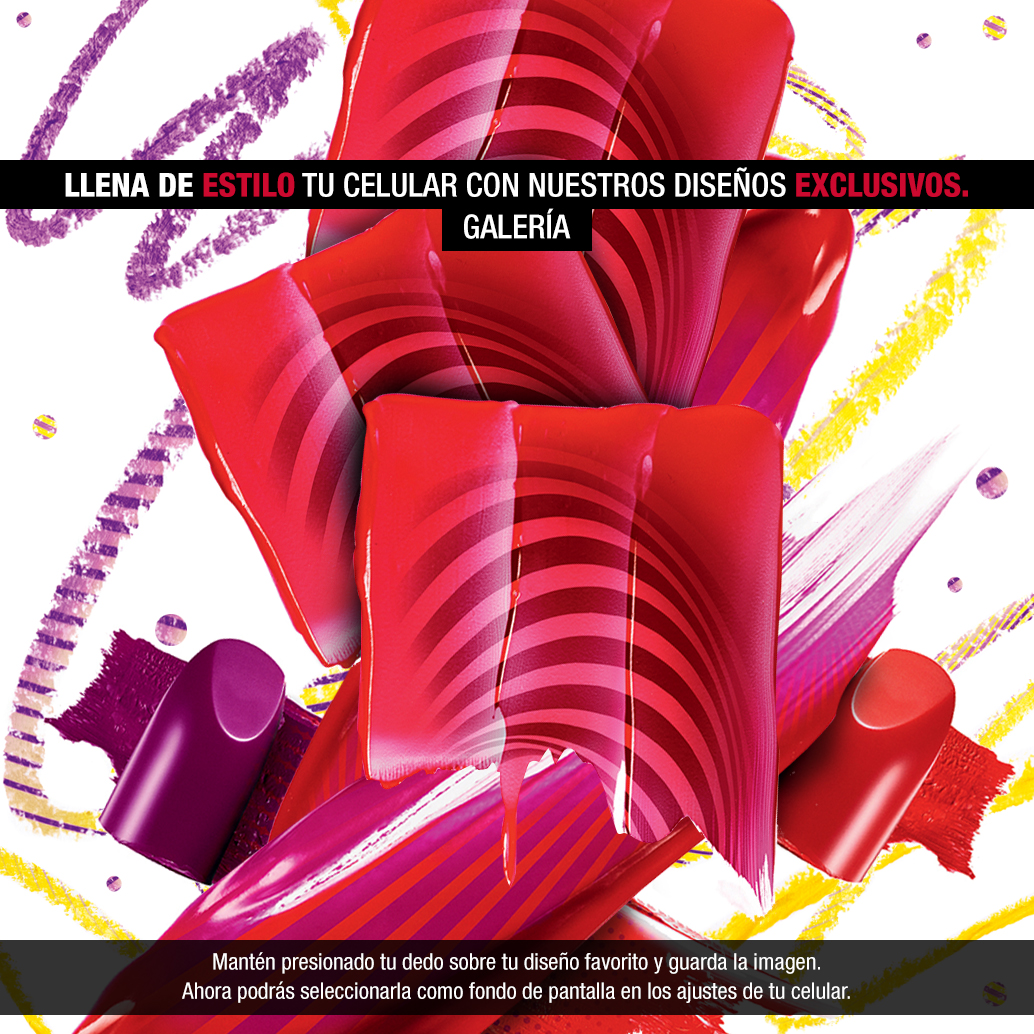 LLENA DE ESTILO TU CELULAR CON NUESTROS DISEÑOS EXCLUSIVOS.
GALERÍA
Mantén presionado tu dedo sobre tu diseño favorito y guarda la imagen.
Ahora podrás seleccionarla como fondo de pantalla en los ajustes de tu celular.